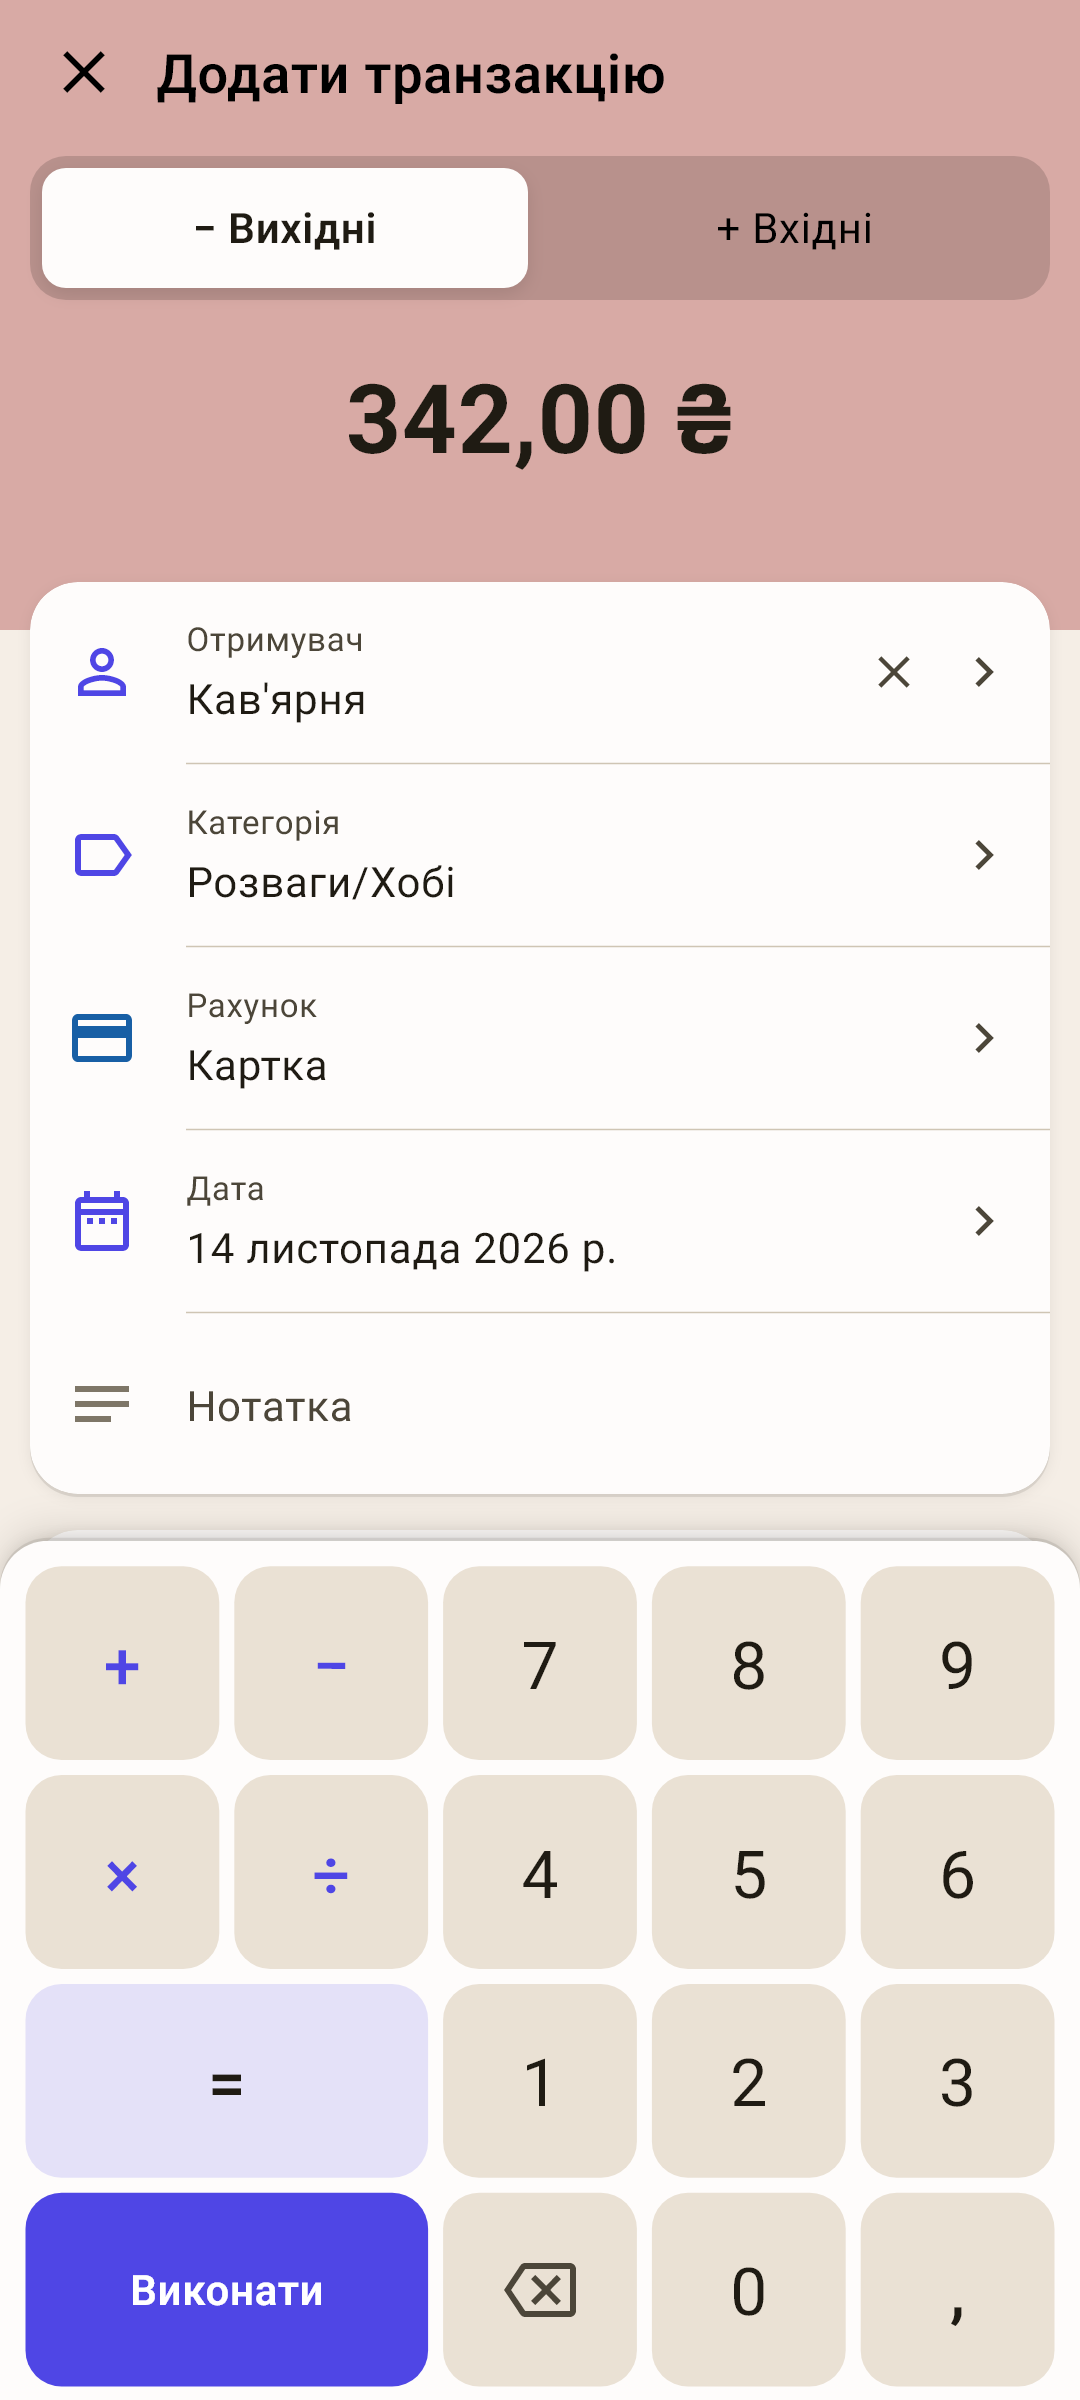 Додати транзакцію
− Вихідні
+ Вхідні
342,00 ₴
Отримувач
Кав'ярня
Категорія
Розваги/Хобі
Рахунок
Картка
Дата
14 листопада 2026 р.
Нотатка
+ − 7 8 9
× ÷ 4 5 6
= 1 2 3
Виконати 0 ,